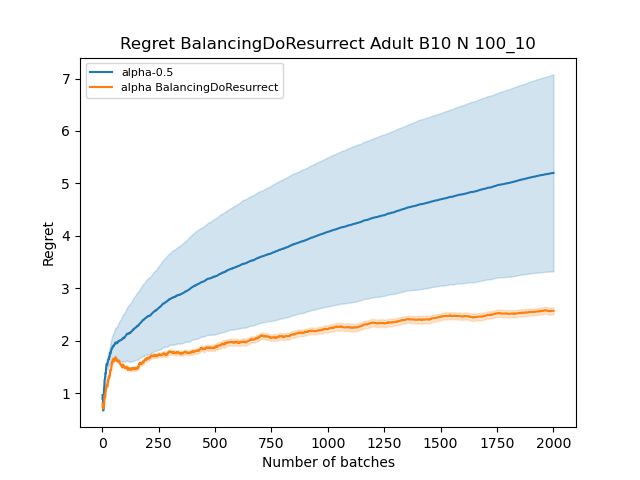 Regret BalancingDoResurrect Adult B10 N 100_10
alpha-0.5
alpha BalancingDoResurrect
7
6
5
4
3
2
1
Regret
0 250 500 750 1000 1250 1500 1750 2000
Number of batches